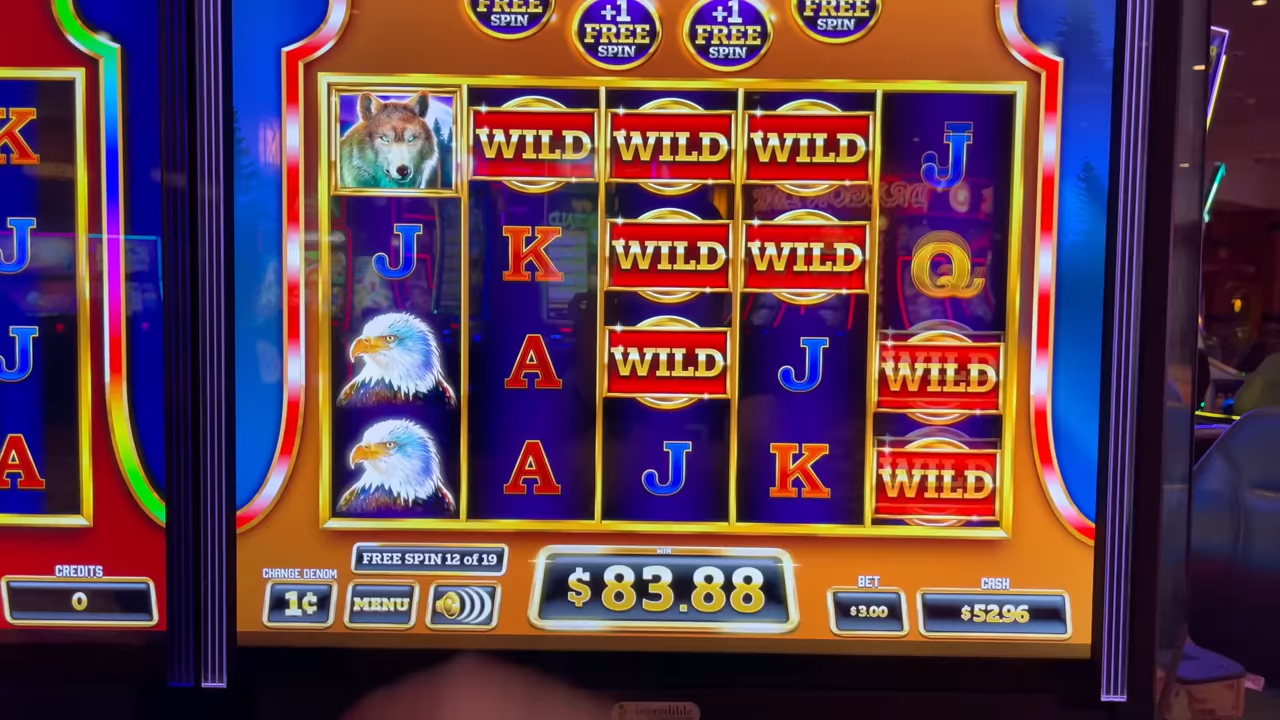 FREE
SPIN
+1
FREE
SPIN
+1
FREE
SPIN
FREE
SPIN
K
J
J
A
WILD WILD WILD J
J K WILD WILD Q
A WILD J WILD
A J K WILD
FREE SPIN 12 of 19
CREDITS
0
CHANGE DENOM
1¢
MENU
WIN
$83.88
BET
$3.00
CASH
$52.96